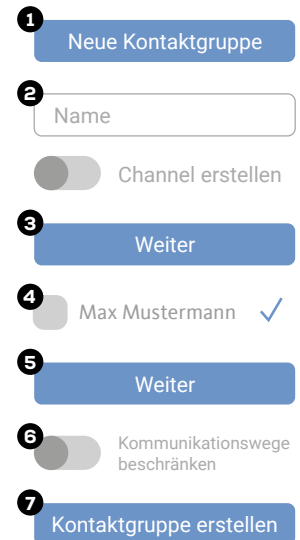 1
Neue Kontaktgruppe
2
Name
Channel erstellen
3
Weiter
4
Max Mustermann
5
Weiter
6
Kommunikationswege
beschränken
7
Kontaktgruppe erstellen